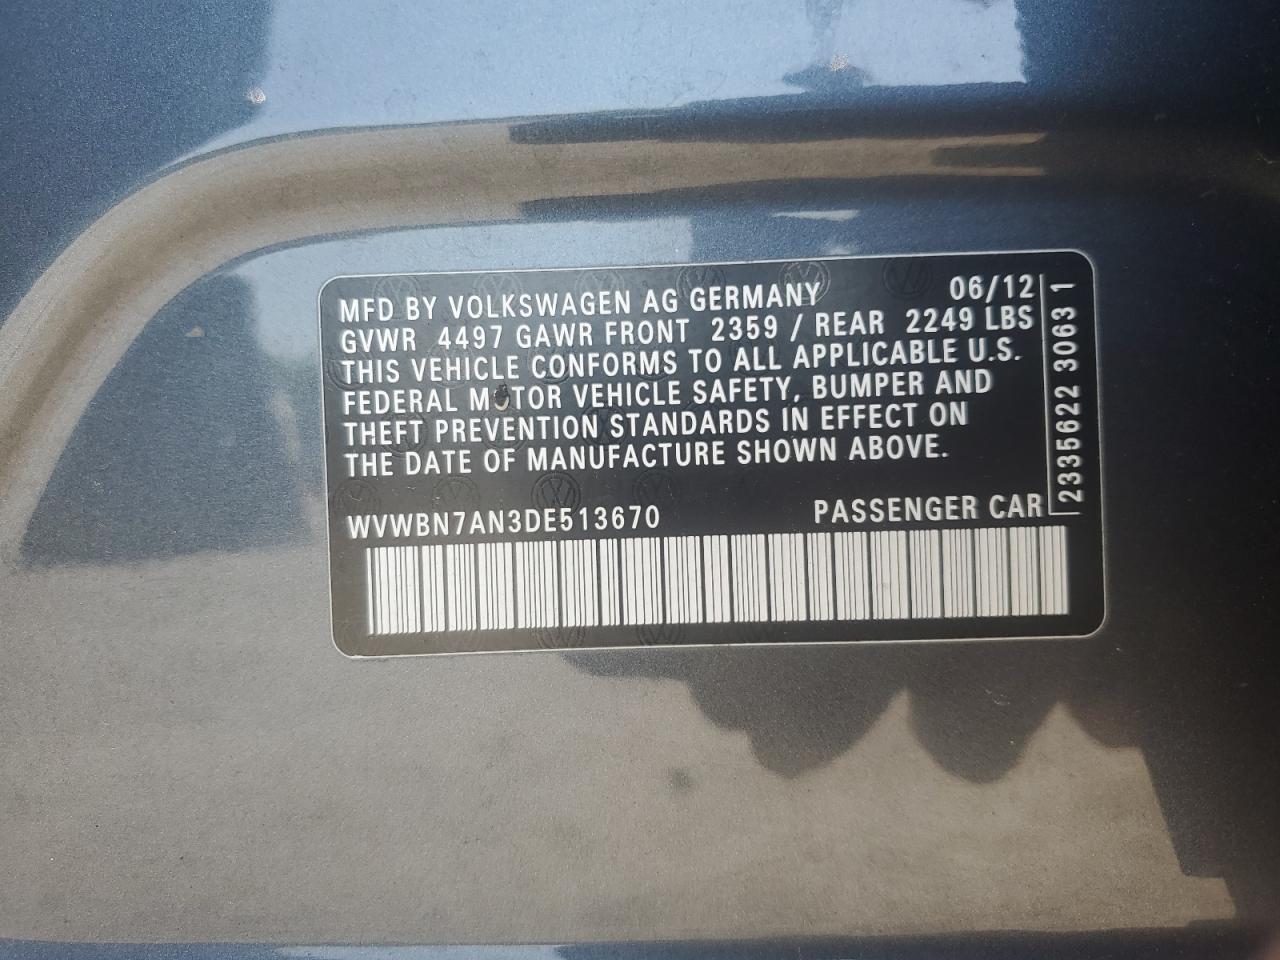 MFD BY VOLKSWAGEN AG GERMANY 06/12
GVWR 4497 GAWR FRONT 2359 / REAR 2249 LBS
THIS VEHICLE CONFORMS TO ALL APPLICABLE U.S.
FEDERAL MOTOR VEHICLE SAFETY, BUMPER AND
THEFT PREVENTION STANDARDS IN EFFECT ON
THE DATE OF MANUFACTURE SHOWN ABOVE.
WVWBN7AN3DE513670 PASSENGER CAR
2335622 3063 1